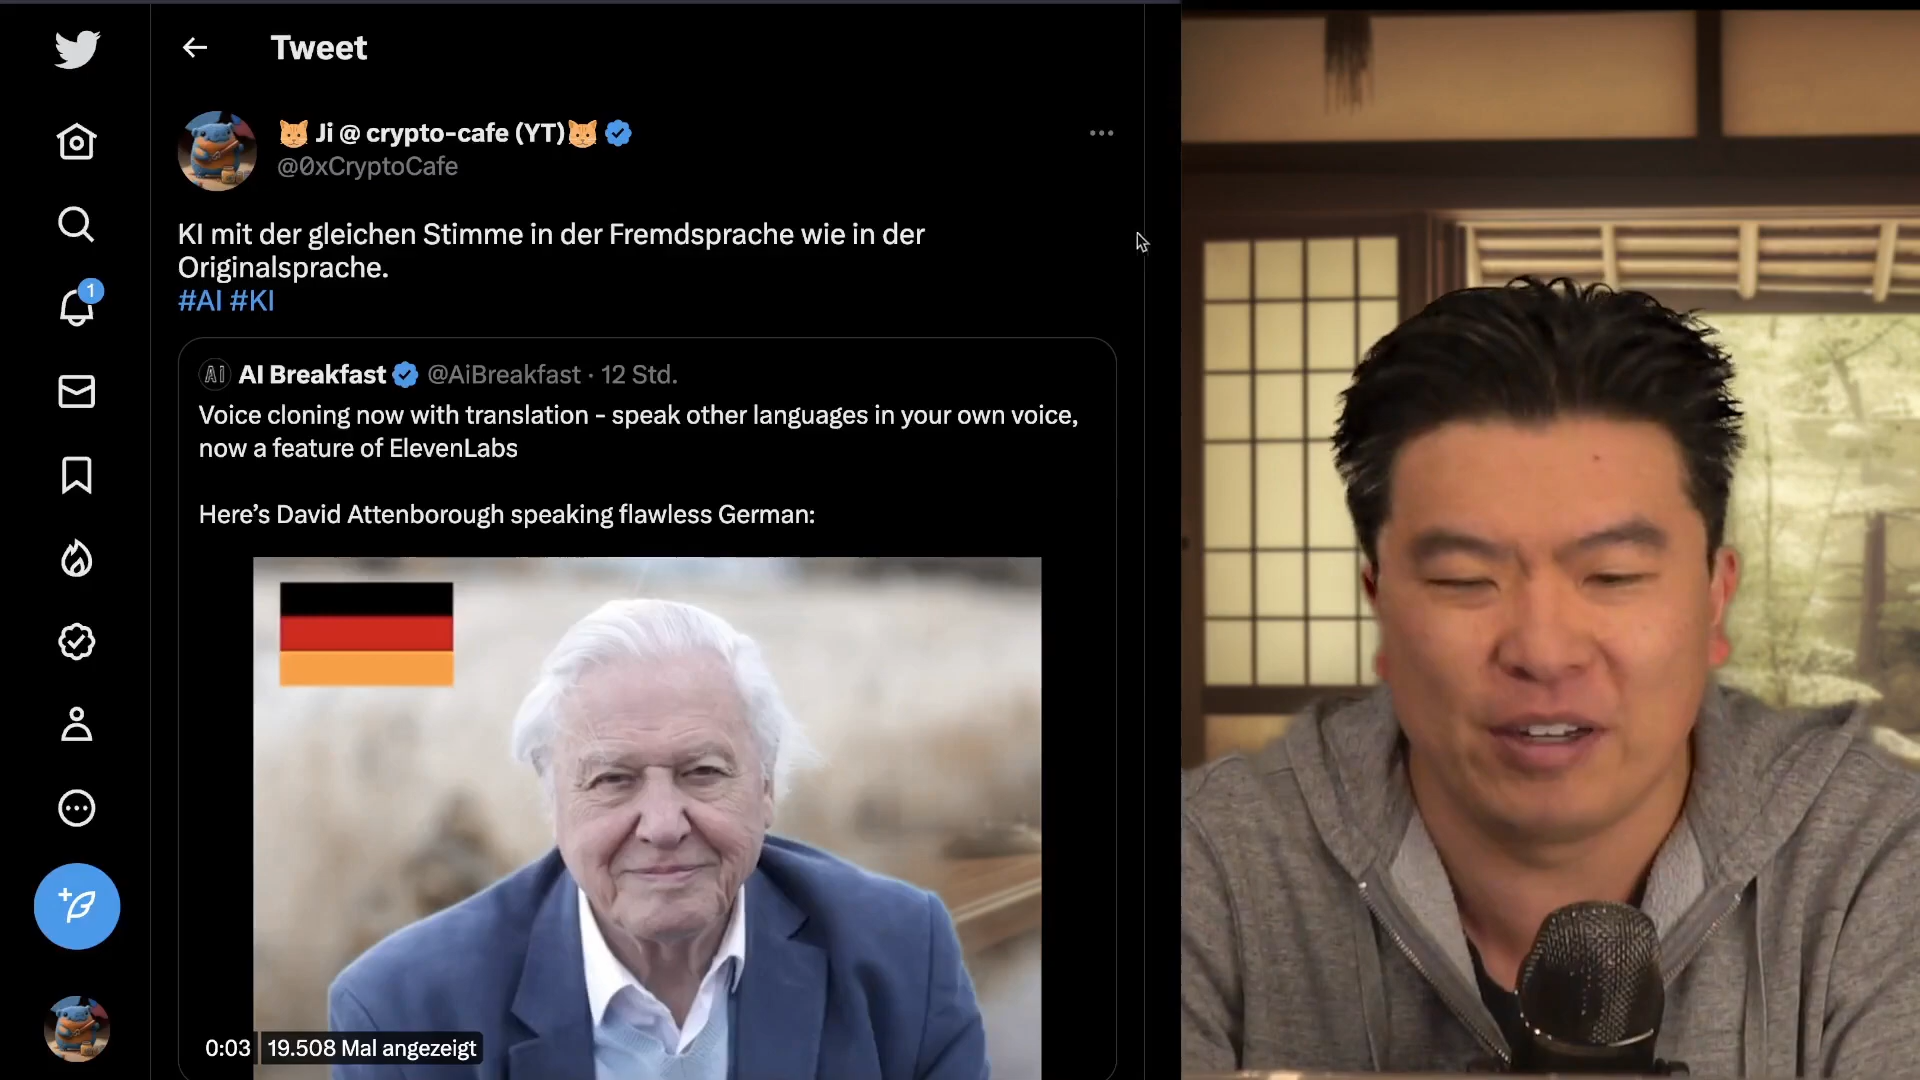 Tweet
🐱 Ji @ crypto-cafe (YT)🐱
@0xCryptoCafe
KI mit der gleichen Stimme in der Fremdsprache wie in der
Originalsprache.
#AI #KI
1
AI AI Breakfast @AiBreakfast · 12 Std.
Voice cloning now with translation - speak other languages in your own voice,
now a feature of ElevenLabs
Here’s David Attenborough speaking flawless German:
0:03 19.508 Mal angezeigt